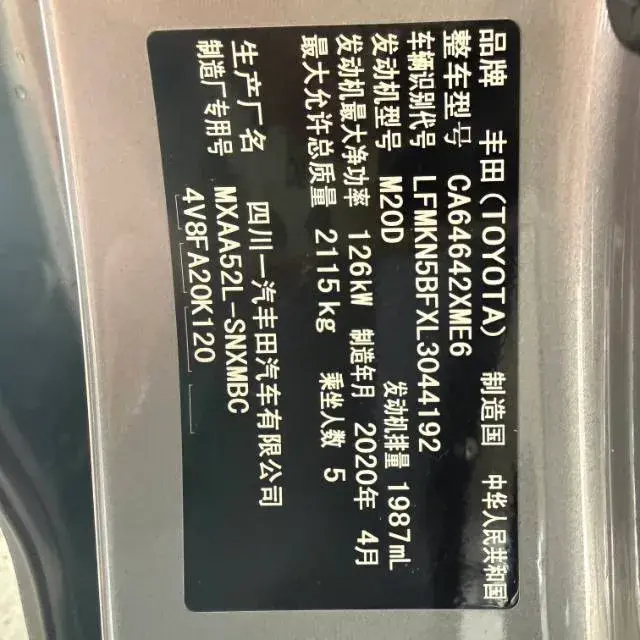 品牌 丰田(TOYOTA) 制造国 中华人民共和国
整车型号 CA64642XME6
车辆识别代号 LFMKN5BFXL3044192
发动机型号 M20D 发动机排量 1987mL
发动机最大净功率 126kW 制造年月 2020年 4月
最大允许总质量 2115kg 乘坐人数 5
生产厂名 四川一汽丰田汽车有限公司
制造厂专用号 MXAA52L-SNXMBC
4V8FA20K120